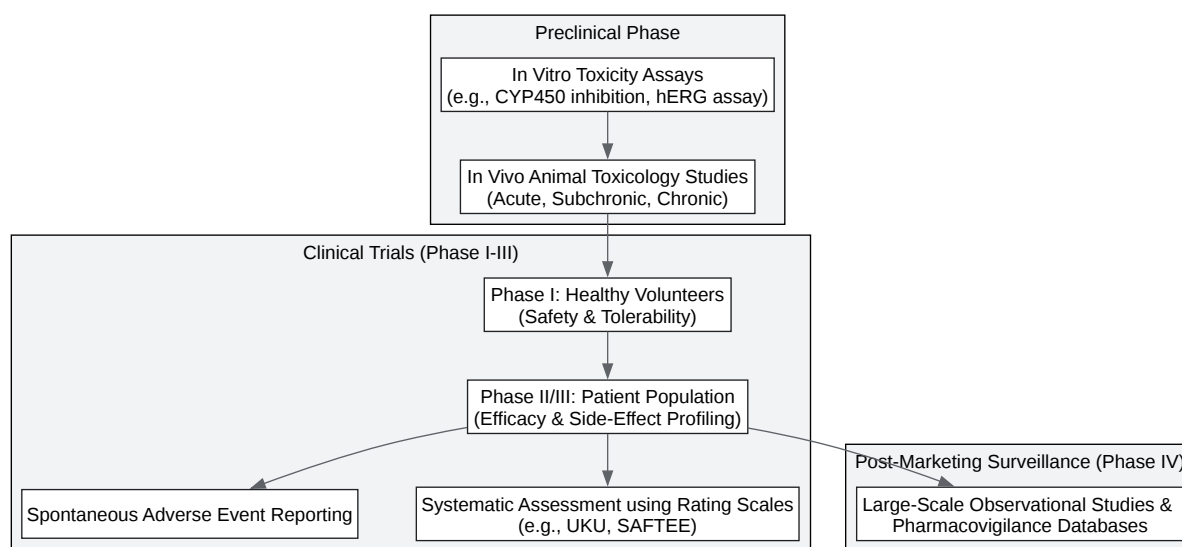 Preclinical Phase
In Vitro Toxicity Assays
(e.g., CYP450 inhibition, hERG assay)
In Vivo Animal Toxicology Studies
(Acute, Subchronic, Chronic)
Clinical Trials (Phase I-III)
Phase I: Healthy Volunteers
(Safety & Tolerability)
Phase II/III: Patient Population
(Efficacy & Side-Effect Profiling)
Spontaneous Adverse Event Reporting
Systematic Assessment using Rating Scales
(e.g., UKU, SAFTEE)
Post-Marketing Surveillance (Phase IV)
Large-Scale Observational Studies &
Pharmacovigilance Databases